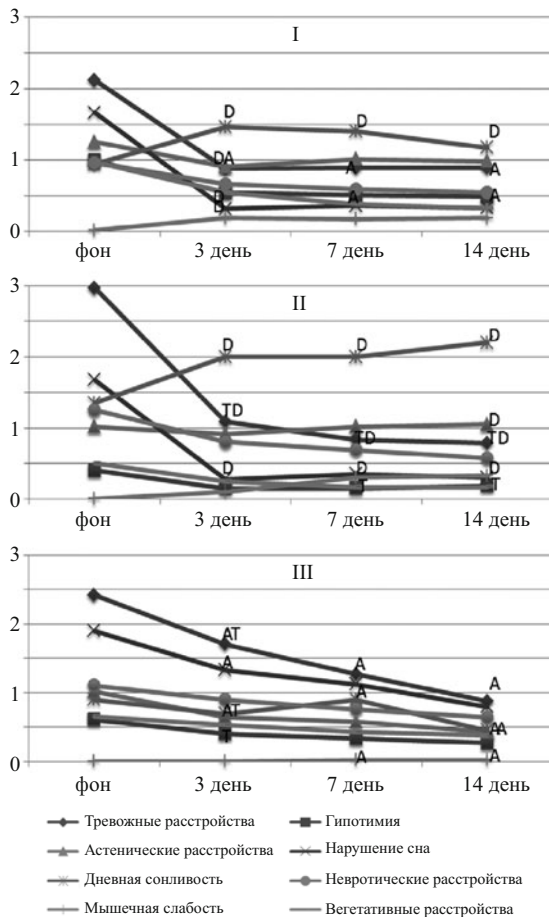 I
3
2
1
0
D
D
D
DA
A
A
D
D
A
A
фон 3 день 7 день 14 день
II
3
2
1
0
D
D
D
TD
D
TD
TD
D
D
D
T
T
фон 3 день 7 день 14 день
III
3
2
1
0
AT
A
A
A
A
AT
AA
T
A
A
фон 3 день 7 день 14 день
Тревожные расстройства Гипотимия
Астенические расстройства Нарушение сна
Дневная сонливость Невротические расстройства
Мышечная слабость Вегетативные расстройства